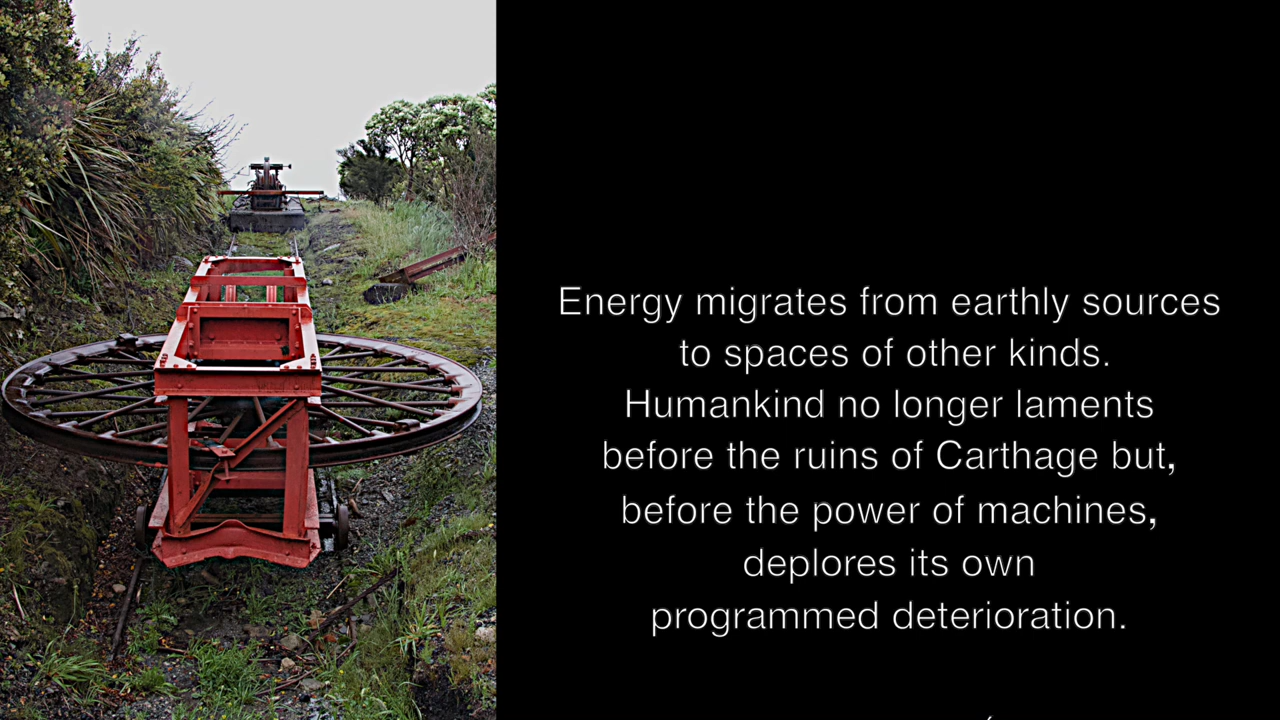 Energy migrates from earthly sources
to spaces of other kinds.
Humankind no longer laments
before the ruins of Carthage but,
before the power of machines,
deplores its own
programmed deterioration.